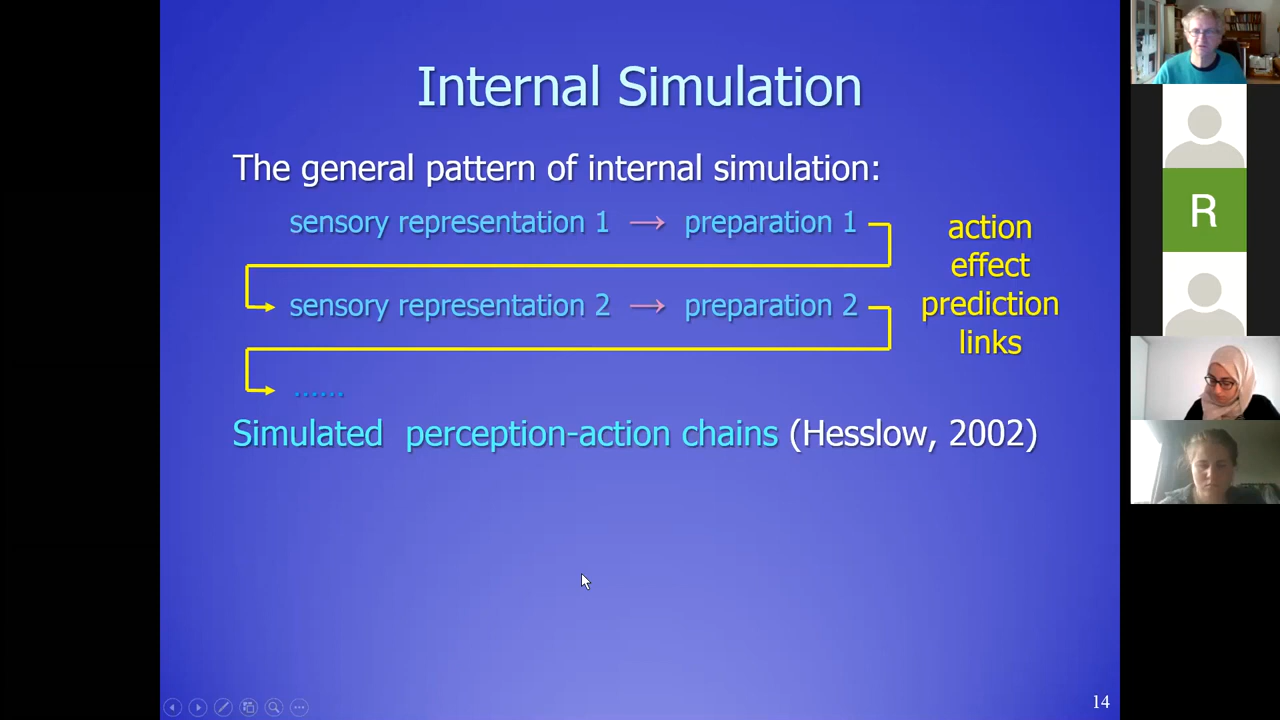 Internal Simulation
The general pattern of internal simulation:
sensory representation 1 → preparation 1
action
effect
prediction
links
sensory representation 2 → preparation 2
......
Simulated perception-action chains (Hesslow, 2002)
14
R